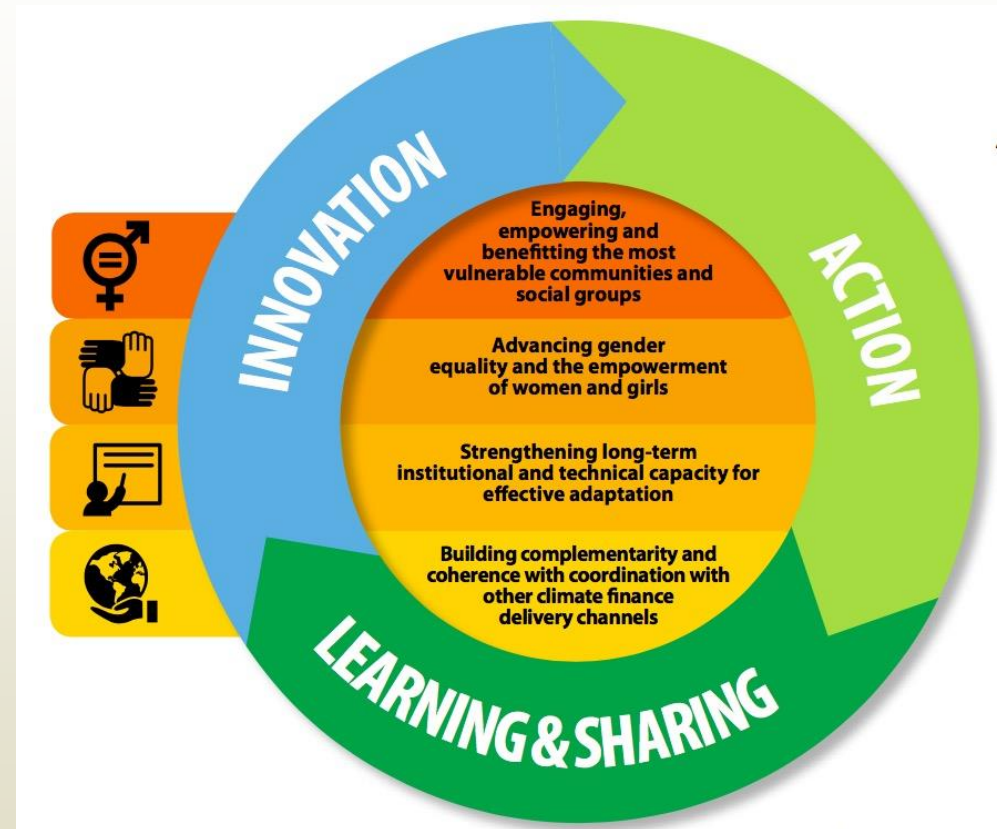 INNOVATION
ACTION
Engaging,
empowering and
benefitting the most
vulnerable communities and
social groups
Advancing gender
equality and the empowerment
of women and girls
Strengthening long-term
institutional and technical capacity for
effective adaptation
Building complementarity and
coherence with coordination with
other climate finance
delivery channels
LEARNING & SHARING